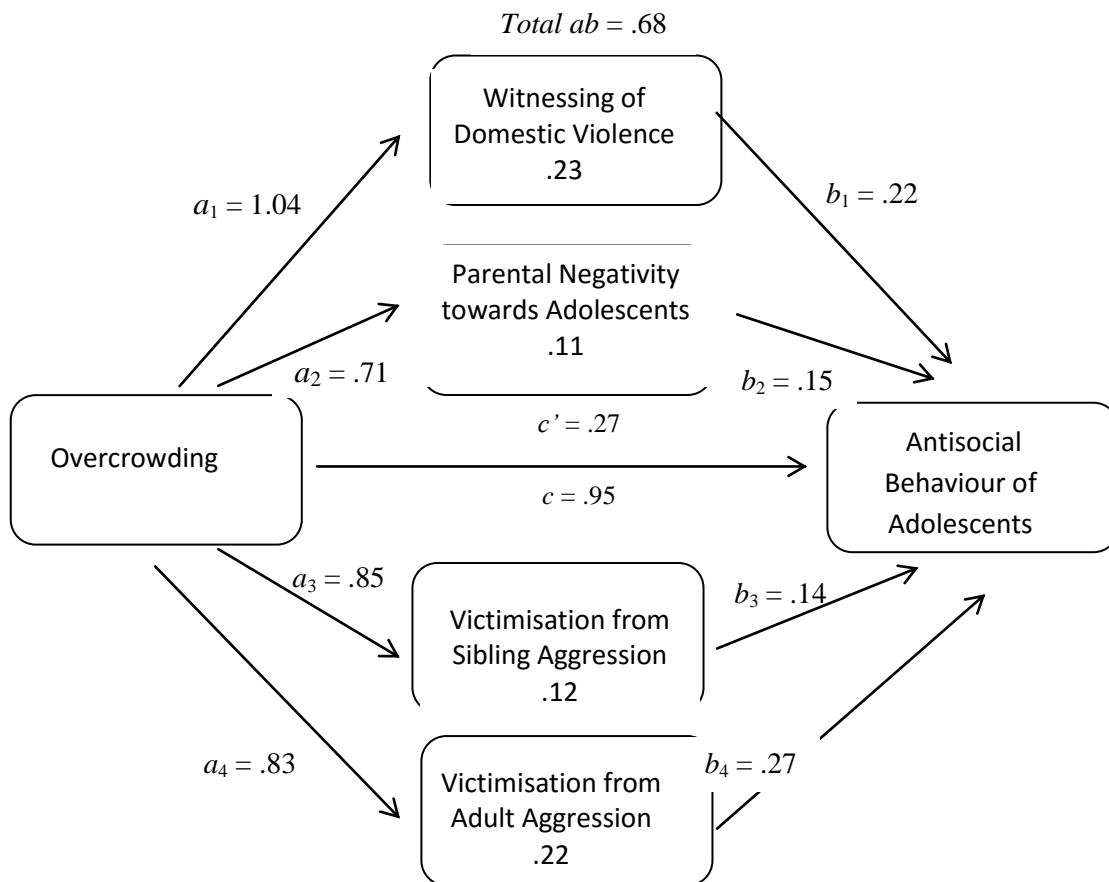 Total ab = .68
Witnessing of
Domestic Violence
.23
a₁ = 1.04
b₁ = .22
Parental Negativity
towards Adolescents
.11
a₂ = .71
b₂ = .15
c’ = .27
Overcrowding
c = .95
Antisocial
Behaviour of
Adolescents
a₃ = .85
b₃ = .14
Victimisation from
Sibling Aggression
.12
a₄ = .83
b₄ = .27
Victimisation from
Adult Aggression
.22